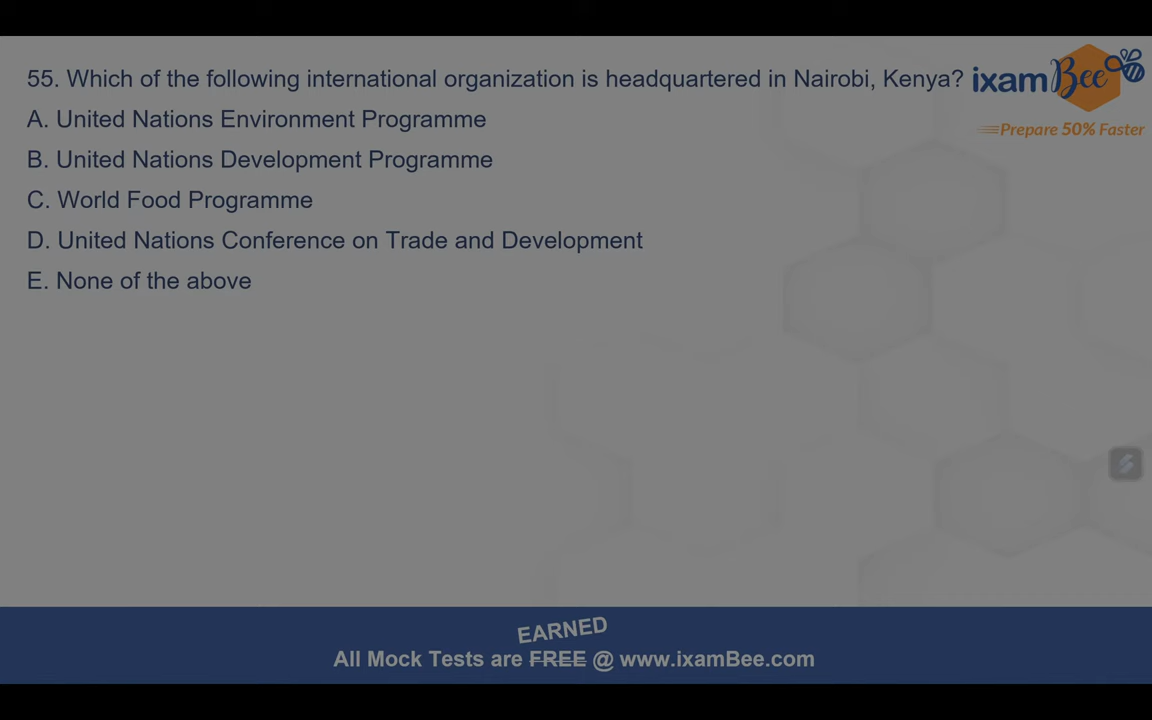 55. Which of the following international organization is headquartered in Nairobi, Kenya?
ixamBee
Prepare 50% Faster
A. United Nations Environment Programme
B. United Nations Development Programme
C. World Food Programme
D. United Nations Conference on Trade and Development
E. None of the above
EARNED
All Mock Tests are FREE @ www.ixamBee.com